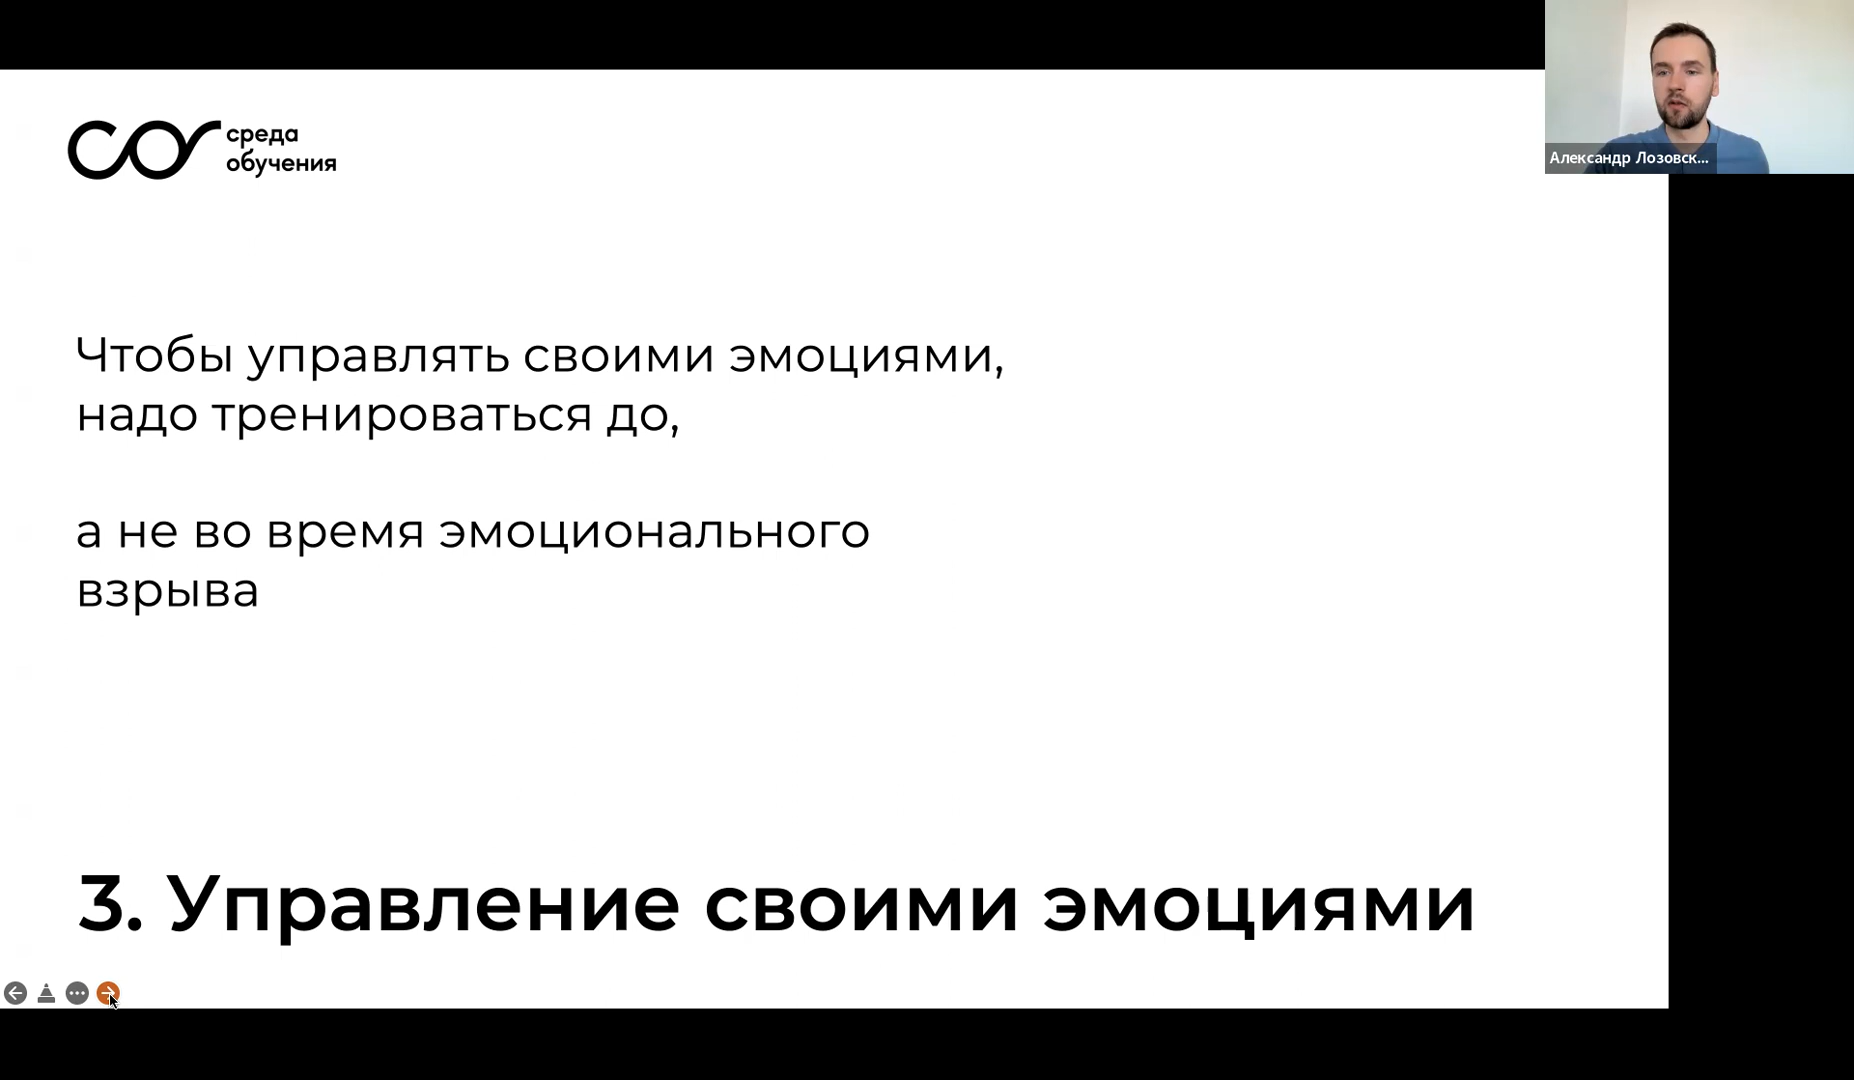 среда
обучения
Александр Лозовск...
Чтобы управлять своими эмоциями,
надо тренироваться до,
а не во время эмоционального
взрыва
3. Управление своими эмоциями